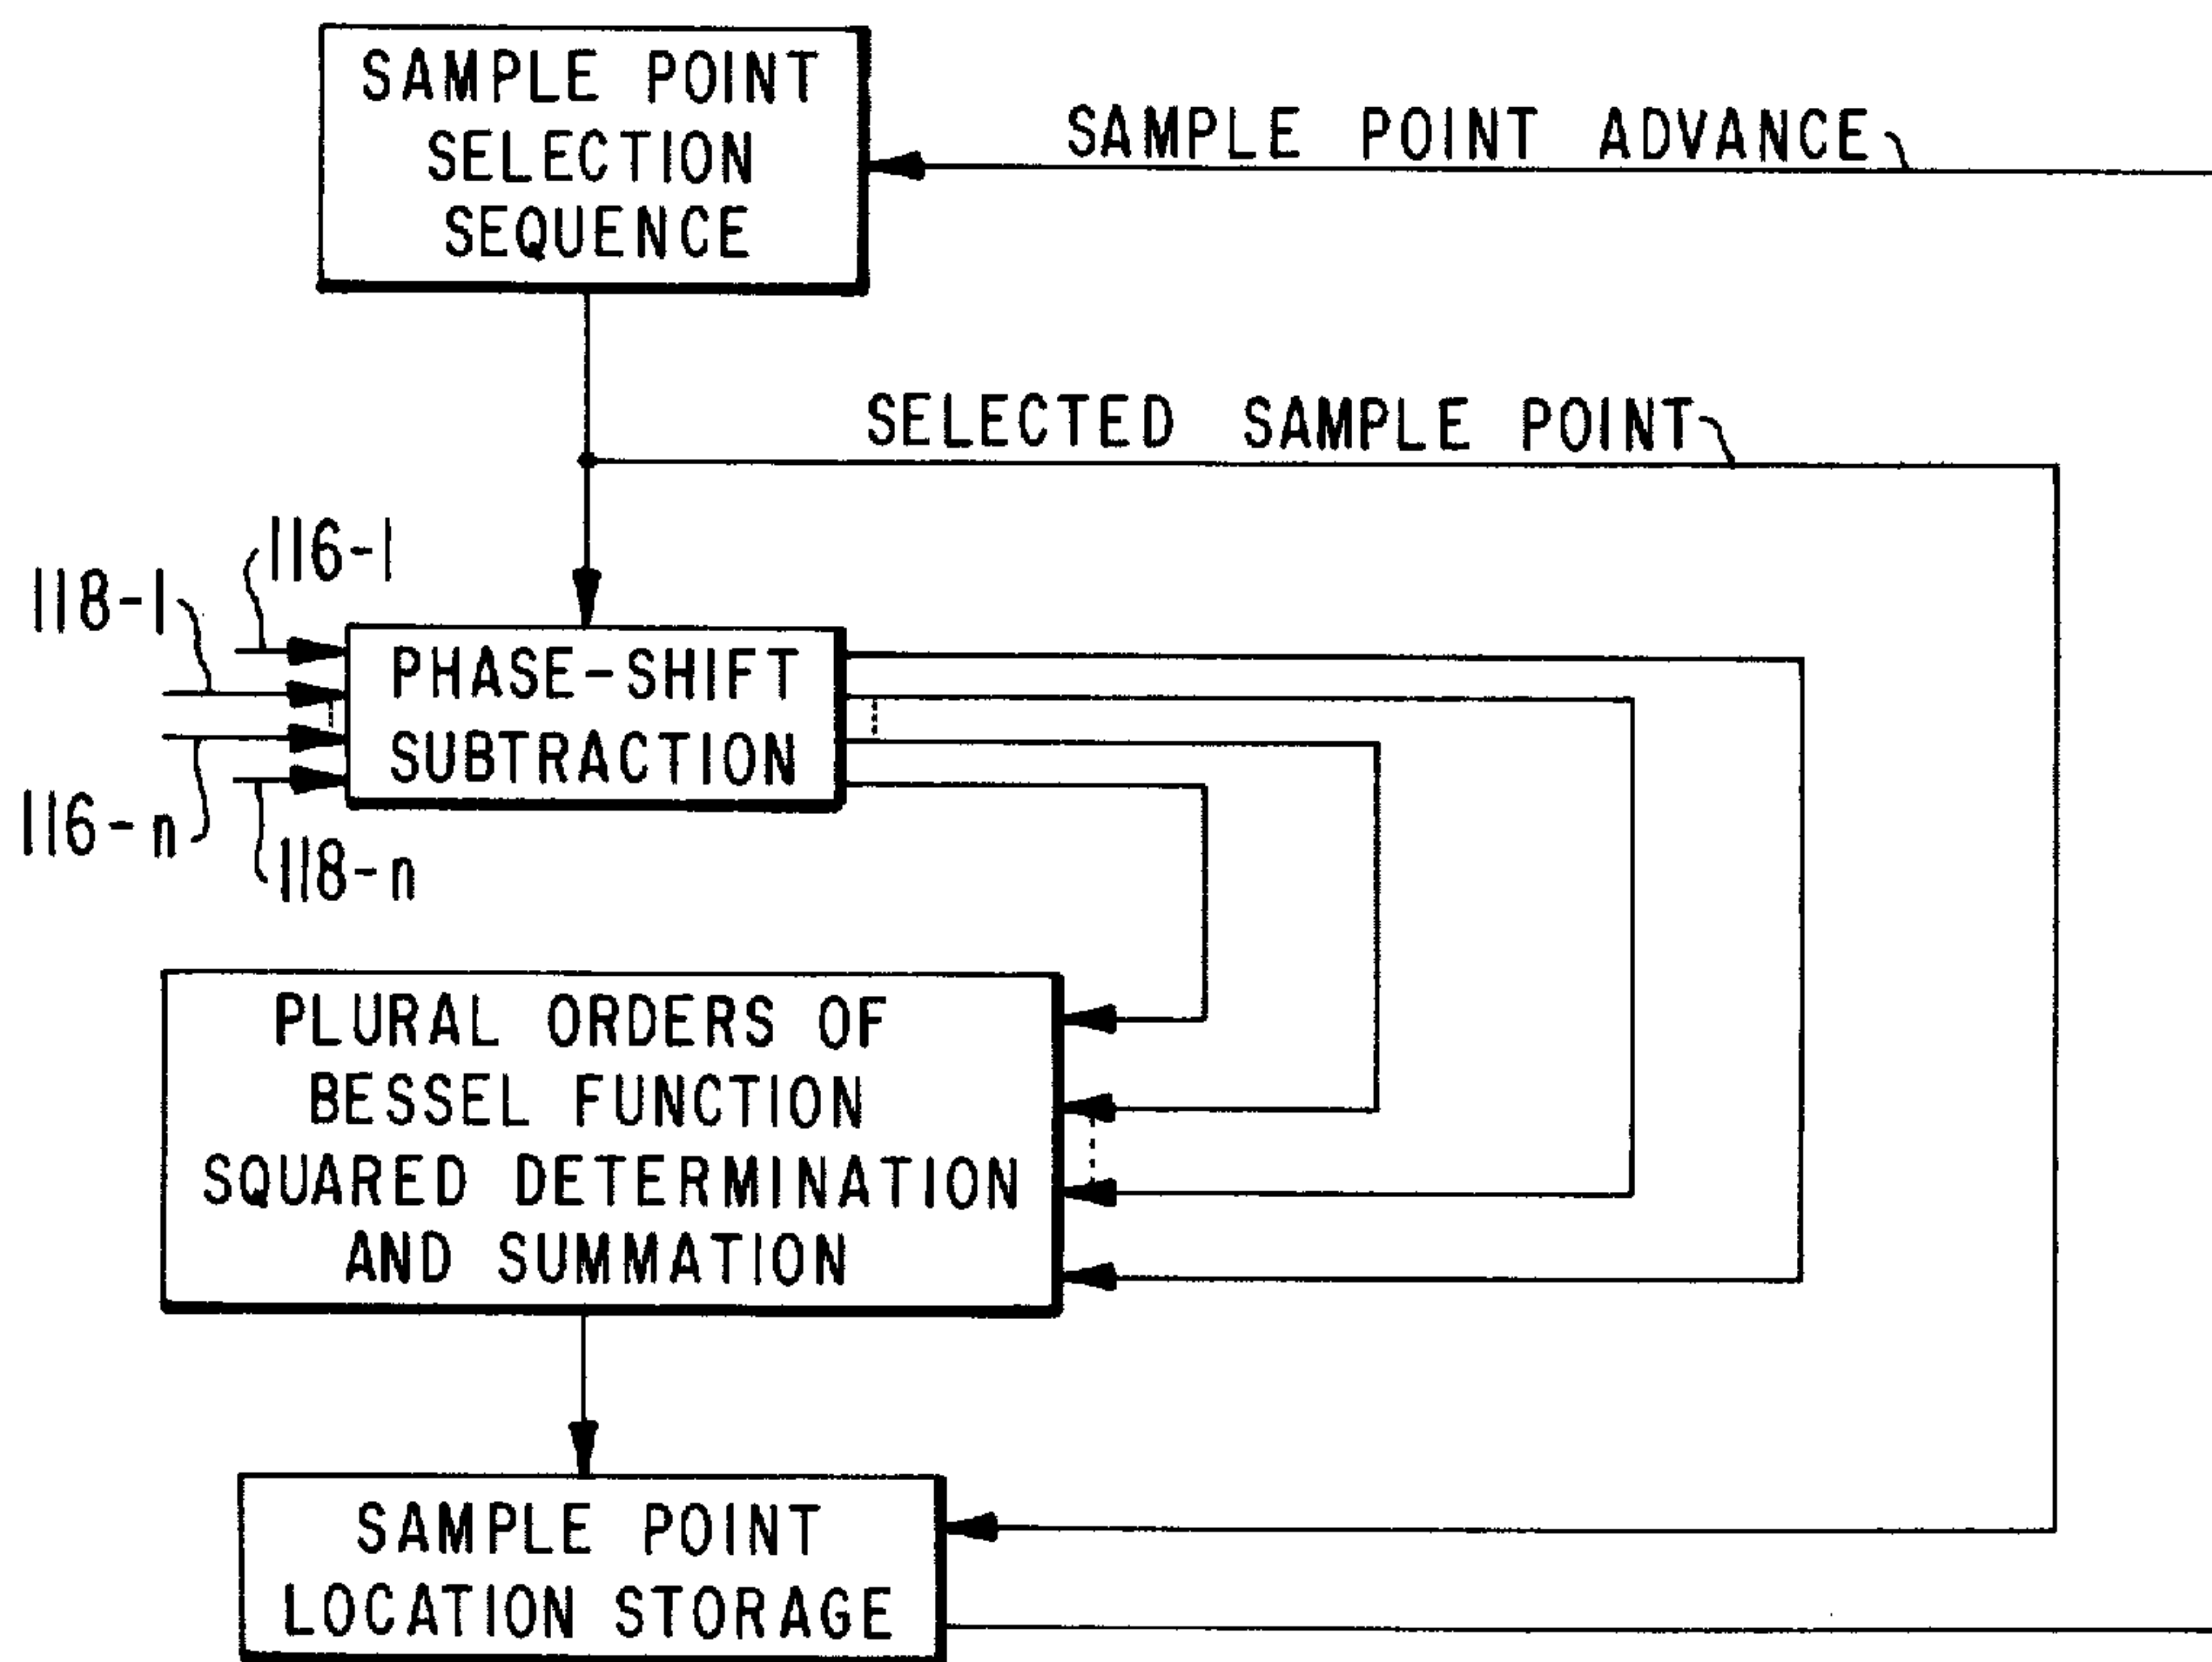 SAMPLE POINT
SELECTION
SEQUENCE
SAMPLE POINT ADVANCE
SELECTED SAMPLE POINT
116-1
118-1
PHASE-SHIFT
SUBTRACTION
116-n
118-n
PLURAL ORDERS OF
BESSEL FUNCTION
SQUARED DETERMINATION
AND SUMMATION
SAMPLE POINT
LOCATION STORAGE